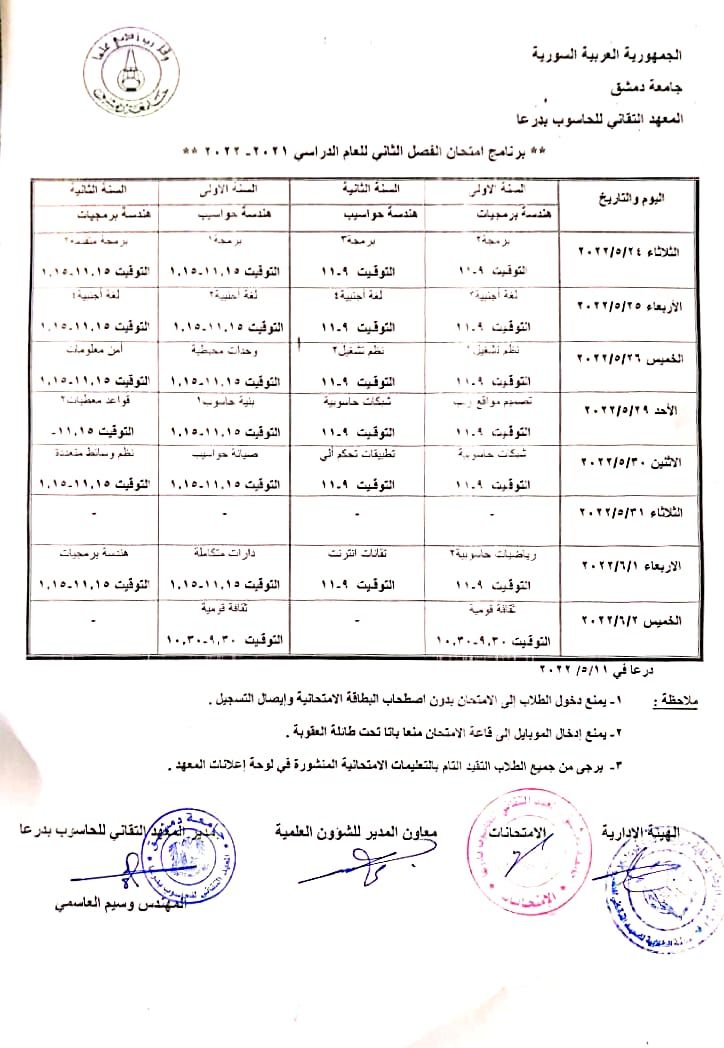 الجمهورية العربية السورية
جامعة دمشق
المعهد التقاني للحاسوب بدرعا
** برنامج امتحان الفصل الثاني للعام الدراسي ٢٠٢١-٢٠٢٢ **
اليوم والتاريخ السنة الاولى السنة الثانية السنة الاولى السنة الثانية
هندسة برمجيات هندسة حواسيب هندسة حواسيب هندسة برمجيات
الثلاثاء ٢٠٢٢/٥/٢٤ برمجة٢ برمجة٣ برمجة١ برمجة متقدمة٢
التوقيت ٩-١١ التوقيت ٩-١١ التوقيت ١١,١٥-١,١٥ التوقيت ١١,١٥-١,١٥
الأربعاء ٢٠٢٢/٥/٢٥ لغة أجنبية٢ لغة أجنبية٤ لغة أجنبية٢ لغة أجنبية٤
التوقيت ٩-١١ التوقيت ٩-١١ التوقيت ١١,١٥-١,١٥ التوقيت ١١,١٥-١,١٥
الخميس ٢٠٢٢/٥/٢٦ نظم تشغيل١ نظم تشغيل٢ وحدات محيطية أمن معلومات
التوقيت ٩-١١ التوقيت ٩-١١ التوقيت ١١,١٥-١,١٥ التوقيت ١١,١٥-١,١٥
الأحد ٢٠٢٢/٥/٢٩ تصميم مواقع وب شبكات حاسوبية بنية حاسوب١ قواعد معطيات٢
التوقيت ٩-١١ التوقيت ٩-١١ التوقيت ١١,١٥-١,١٥ التوقيت ١١,١٥-
الاثنين ٢٠٢٢/٥/٣٠ شبكات حاسوبية تطبيقات تحكم آلي صيانة حواسيب نظم وسائط متعددة
التوقيت ٩-١١ التوقيت ٩-١١ التوقيت ١١,١٥-١,١٥ التوقيت ١١,١٥-١,١٥
الثلاثاء ٢٠٢٢/٥/٣١ - - - -
الاربعاء ٢٠٢٢/٦/١ رياضيات حاسوبية٢ تقانات انترنت دارات متكاملة هندسة برمجيات
التوقيت ٩-١١ التوقيت ٩-١١ التوقيت ١١,١٥-١,١٥ التوقيت ١١,١٥-١,١٥
الخميس ٢٠٢٢/٦/٢ ثقافة قومية - ثقافة قومية -
التوقيت ٩,٣٠-١٠,٣٠ التوقيت ٩,٣٠-١٠,٣٠
درعا في ٢٠٢٢/٥/١١
ملاحظة : ١- يمنع دخول الطلاب إلى الامتحان بدون اصطحاب البطاقة الامتحانية وإيصال التسجيل .
٢- يمنع إدخال الموبايل الى قاعة الامتحان منعا باتا تحت طائلة العقوبة .
٣- يرجى من جميع الطلاب التقيد التام بالتعليمات الامتحانية المنشورة في لوحة إعلانات المعهد .
الهيئة الادارية الامتحانات معاون المدير للشؤون العلمية مدير المعهد التقاني للحاسوب بدرعا
المهندس وسيم العاسمي
جامعة دمشق
المعهد التقاني للحاسوب بدرعا
الامتحانات